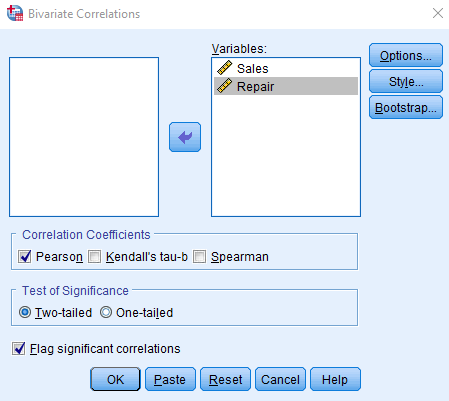 Bivariate Correlations
Variables:
Sales
Repair
Options...
Style...
Bootstrap...
Correlation Coefficients
Pearson Kendall's tau-b Spearman
Test of Significance
Two-tailed One-tailed
Flag significant correlations
OK Paste Reset Cancel Help